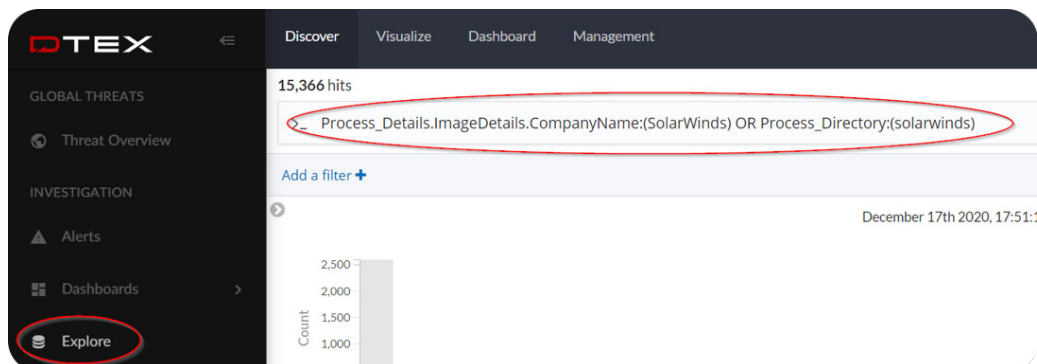 DTEX
Discover Visualize Dashboard Management
15,366 hits
GLOBAL THREATS
>_ Process_Details.ImageDetails.CompanyName:(SolarWinds) OR Process_Directory:(solarwinds)
Threat Overview
Add a filter +
INVESTIGATION
December 17th 2020, 17:51:1
Alerts
2,500
Dashboards >
2,000
1,500
Count
Explore
1,000